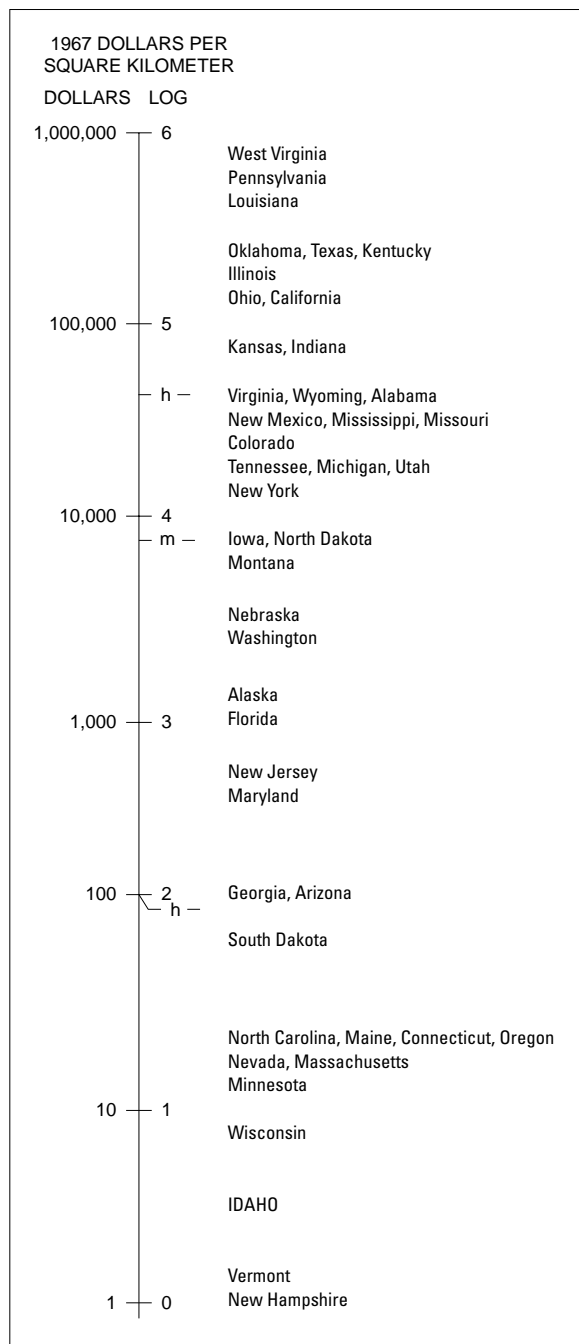 1967 DOLLARS PER
SQUARE KILOMETER
DOLLARS LOG
1,000,000 6
West Virginia
Pennsylvania
Louisiana
Oklahoma, Texas, Kentucky
Illinois
Ohio, California
100,000 5
Kansas, Indiana
h Virginia, Wyoming, Alabama
New Mexico, Mississippi, Missouri
Colorado
Tennessee, Michigan, Utah
New York
10,000 4
m Iowa, North Dakota
Montana
Nebraska
Washington
Alaska
1,000 3 Florida
New Jersey
Maryland
100 2 Georgia, Arizona
h
South Dakota
North Carolina, Maine, Connecticut, Oregon
Nevada, Massachusetts
Minnesota
10 1
Wisconsin
IDAHO
Vermont
1 0 New Hampshire